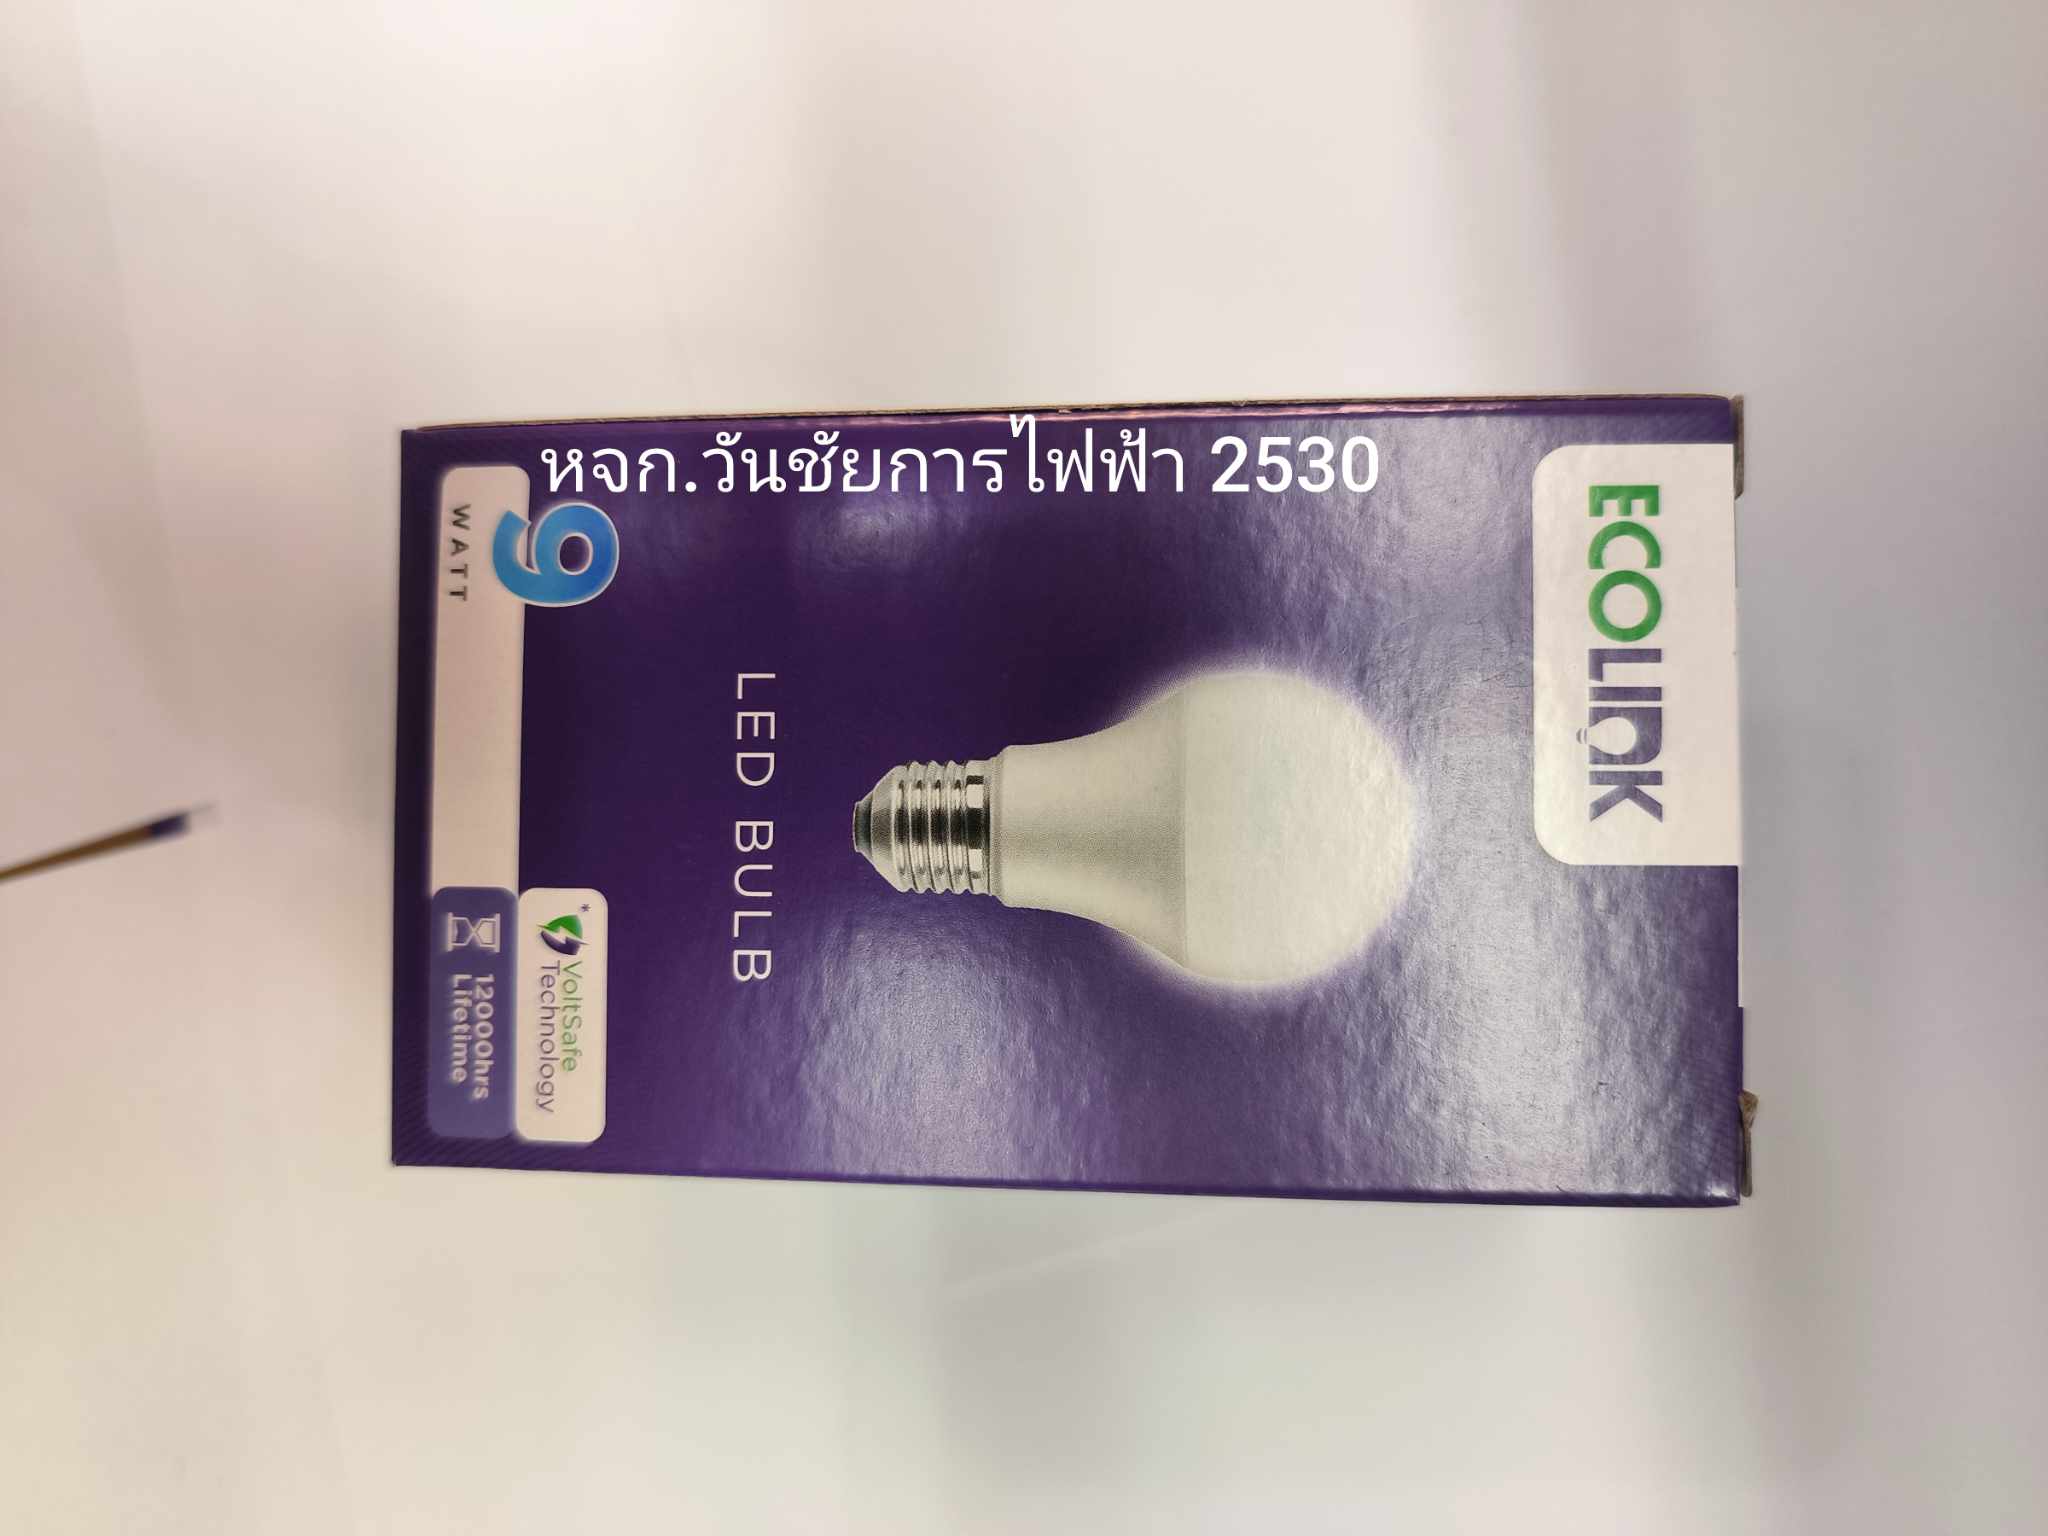 หจก.วันชัยการไฟฟ้า 2530
ECOLINK
LED BULB
9
WATT
*
VoltSafe
Technology
12000hrs
Lifetime